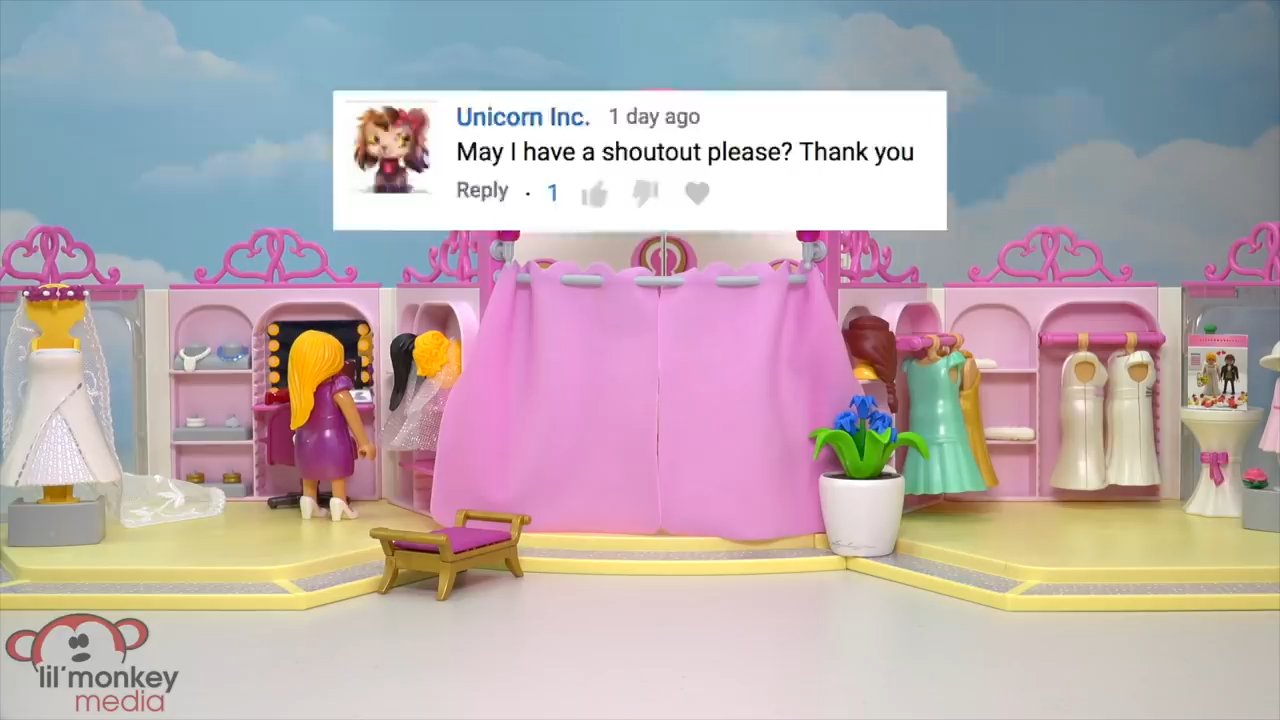 Unicorn Inc. 1 day ago
May I have a shoutout please? Thank you
Reply · 1
lil'monkey
media